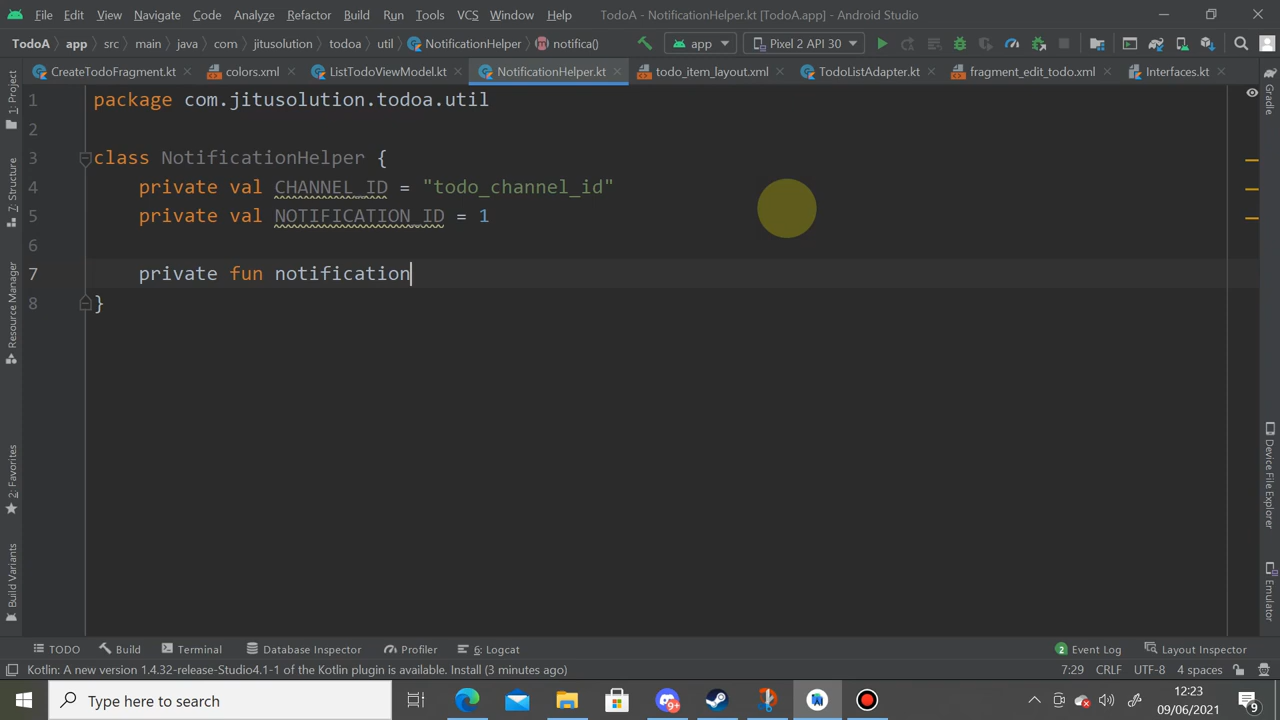 File Edit View Navigate Code Analyze Refactor Build Run Tools VCS Window Help TodoA - NotificationHelper.kt [TodoA.app] - Android Studio
TodoA app src main java com jitusolution todoa util NotificationHelper notifica() app Pixel 2 API 30
CreateTodoFragment.kt colors.xml ListTodoViewModel.kt NotificationHelper.kt todo_item_layout.xml TodoListAdapter.kt fragment_edit_todo.xml Interfaces.kt
1 package com.jitusolution.todoa.util
2
3 class NotificationHelper {
4 private val CHANNEL_ID = "todo_channel_id"
5 private val NOTIFICATION_ID = 1
6
7 private fun notification
8 }
1: Project
7: Structure
Resource Manager
2: Favorites
Build Variants
Gradle
Device File Explorer
Emulator
TODO Build Terminal Database Inspector Profiler 6: Logcat 2 Event Log Layout Inspector
Kotlin: A new version 1.4.32-release-Studio4.1-1 of the Kotlin plugin is available. Install (3 minutes ago) 7:29 CRLF UTF-8 4 spaces
Type here to search 9+ 12:23
09/06/2021 9